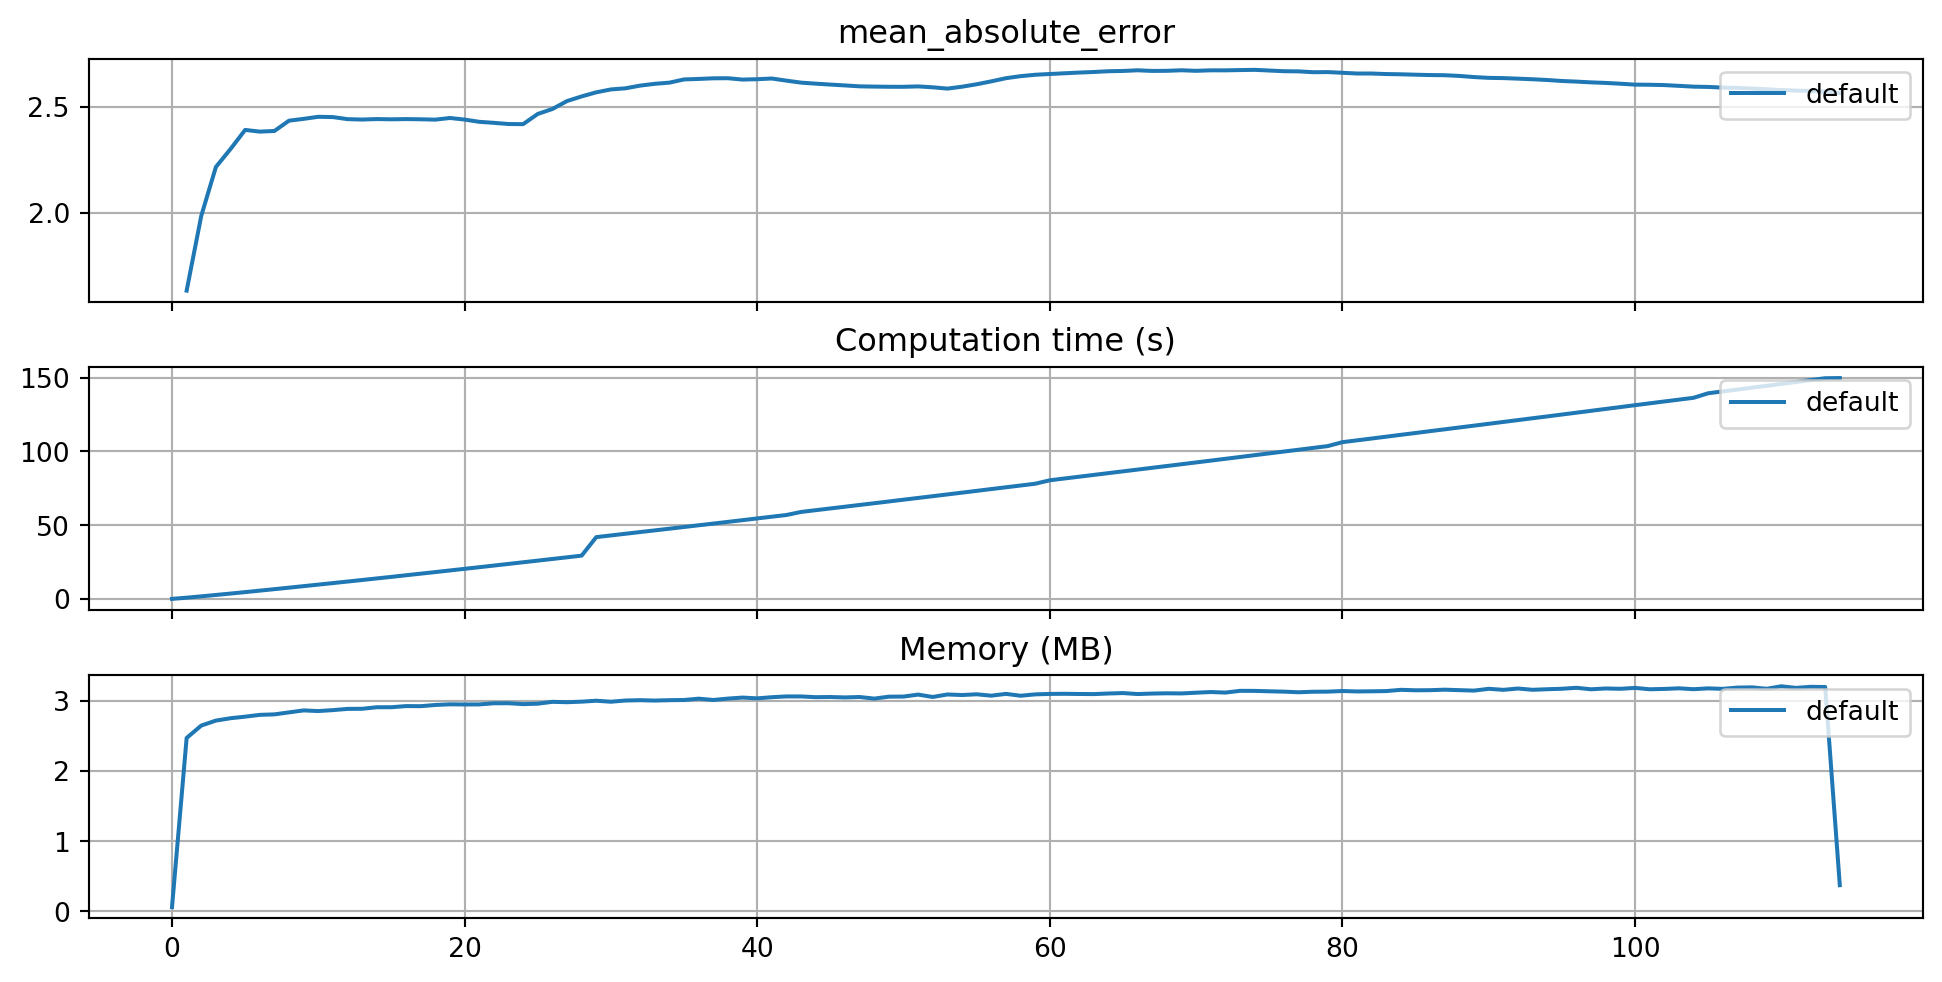 mean_absolute_error
2.5
2.0
default
Computation time (s)
150
100
50
0
default
Memory (MB)
3
2
1
0
default
0 20 40 60 80 100